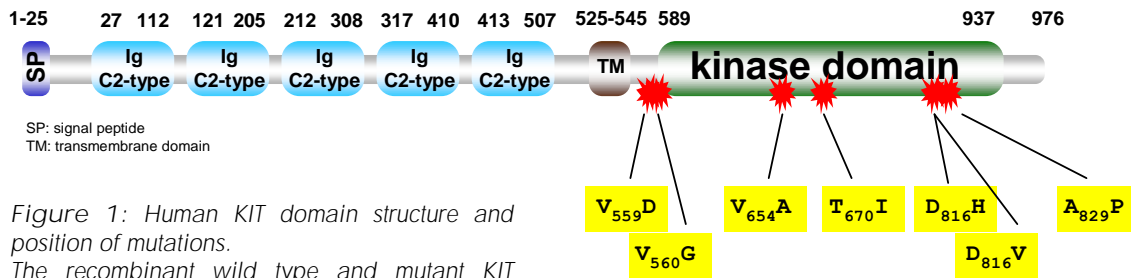 1-25 27 112 121 205 212 308 317 410 413 507 525-545 589 937 976
SP
Ig
C2-type
Ig
C2-type
Ig
C2-type
Ig
C2-type
Ig
C2-type
TM
kinase domain
SP: signal peptide
TM: transmembrane domain
V559D
V560G
V654A
T670I
D816H
D816V
A829P
Figure 1: Human KIT domain structure and
position of mutations.
The recombinant wild type and mutant KIT